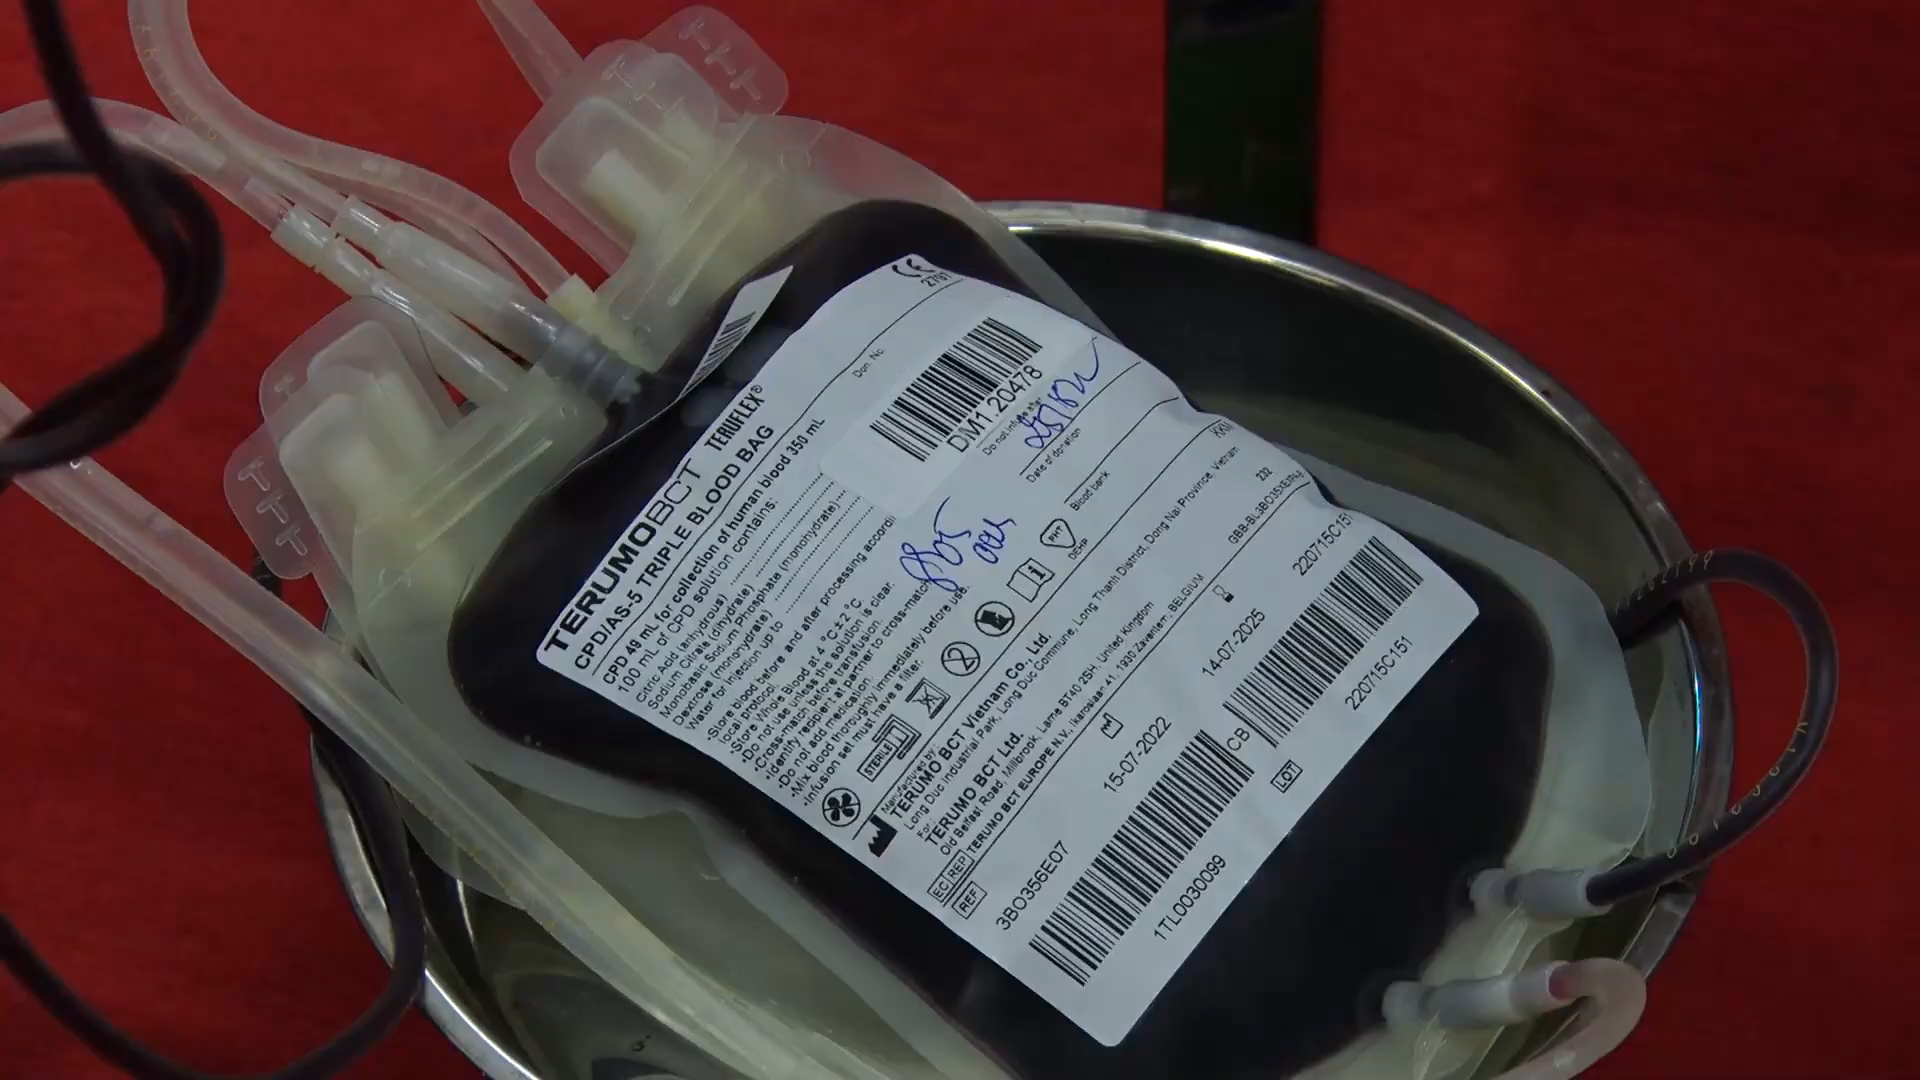 CE
2797
Don. No.
DM1.20478
Do not infuse after
Date of donation
Blood bank
TERUMOBCT TERUFLEX®
CPD/AS-5 TRIPLE BLOOD BAG
CPD 49 mL for collection of human blood 350 mL
100 mL of CPD solution contains:
Citric Acid (anhydrous)
Sodium Citrate (dihydrate)
Monobasic Sodium Phosphate (monohydrate)
Dextrose (monohydrate)
Water for Injection up to
•Store blood before and after processing accordi
local protocol.
•Store Whole Blood at 4 °C ± 2 °C.
•Do not use unless the solution is clear.
•Cross-match before transfusion.
•Identify recipient at partner to cross-match
•Do not add medication.
•Mix blood thoroughly immediately before use.
•Infusion set must have a filter.
STERILE
PHT
DEHP
Manufactured by:
TERUMO BCT Vietnam Co., Ltd.
Long Duc Industrial Park, Long Duc Commune, Long Thanh District, Dong Nai Province, Vietnam
For:
TERUMO BCT Ltd.
Old Belfast Road, Millbrook, Larne BT40 2SH, United Kingdom
EC REP TERUMO BCT EUROPE N.V., Ikaroslaan 41, 1930 Zaventem, BELGIUM
232
REF
3BO356E07
15-07-2022
14-07-2025
220715C151
CB
1TL0030099
LOT
220715C151